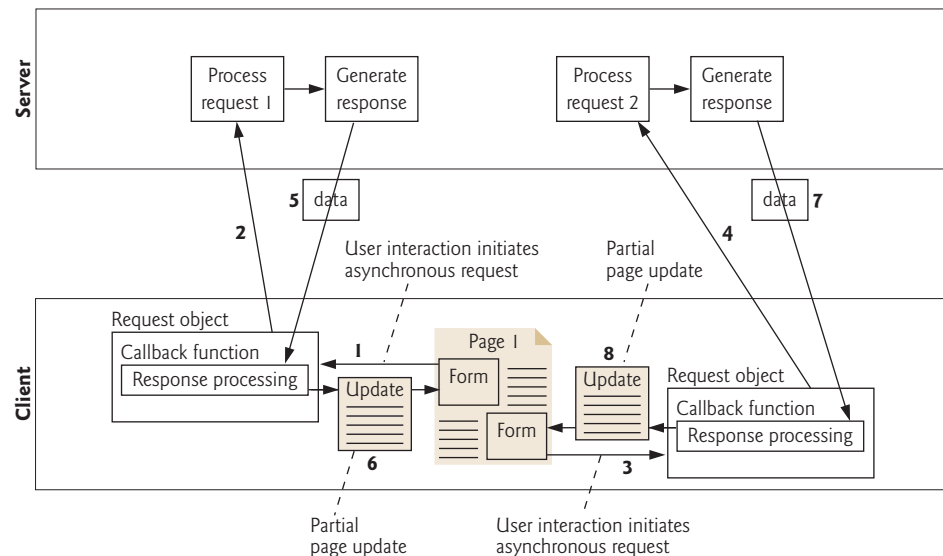 Server
Process
request 1
Generate
response
Process
request 2
Generate
response
5
data
data
7
2
4
User interaction initiates
asynchronous request
Partial
page update
Client
Request object
Callback function
Response processing
1
Update
6
Page 1
Form
Form
8
Update
3
Request object
Callback function
Response processing
Partial
page update
User interaction initiates
asynchronous request